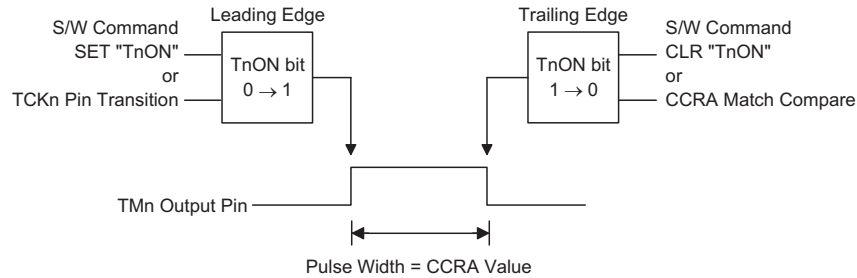 Leading Edge
S/W Command
SET "TnON"
or
TCKn Pin Transition
TnON bit
0 → 1
Trailing Edge
TnON bit
1 → 0
S/W Command
CLR "TnON"
or
CCRA Match Compare
TMn Output Pin
Pulse Width = CCRA Value